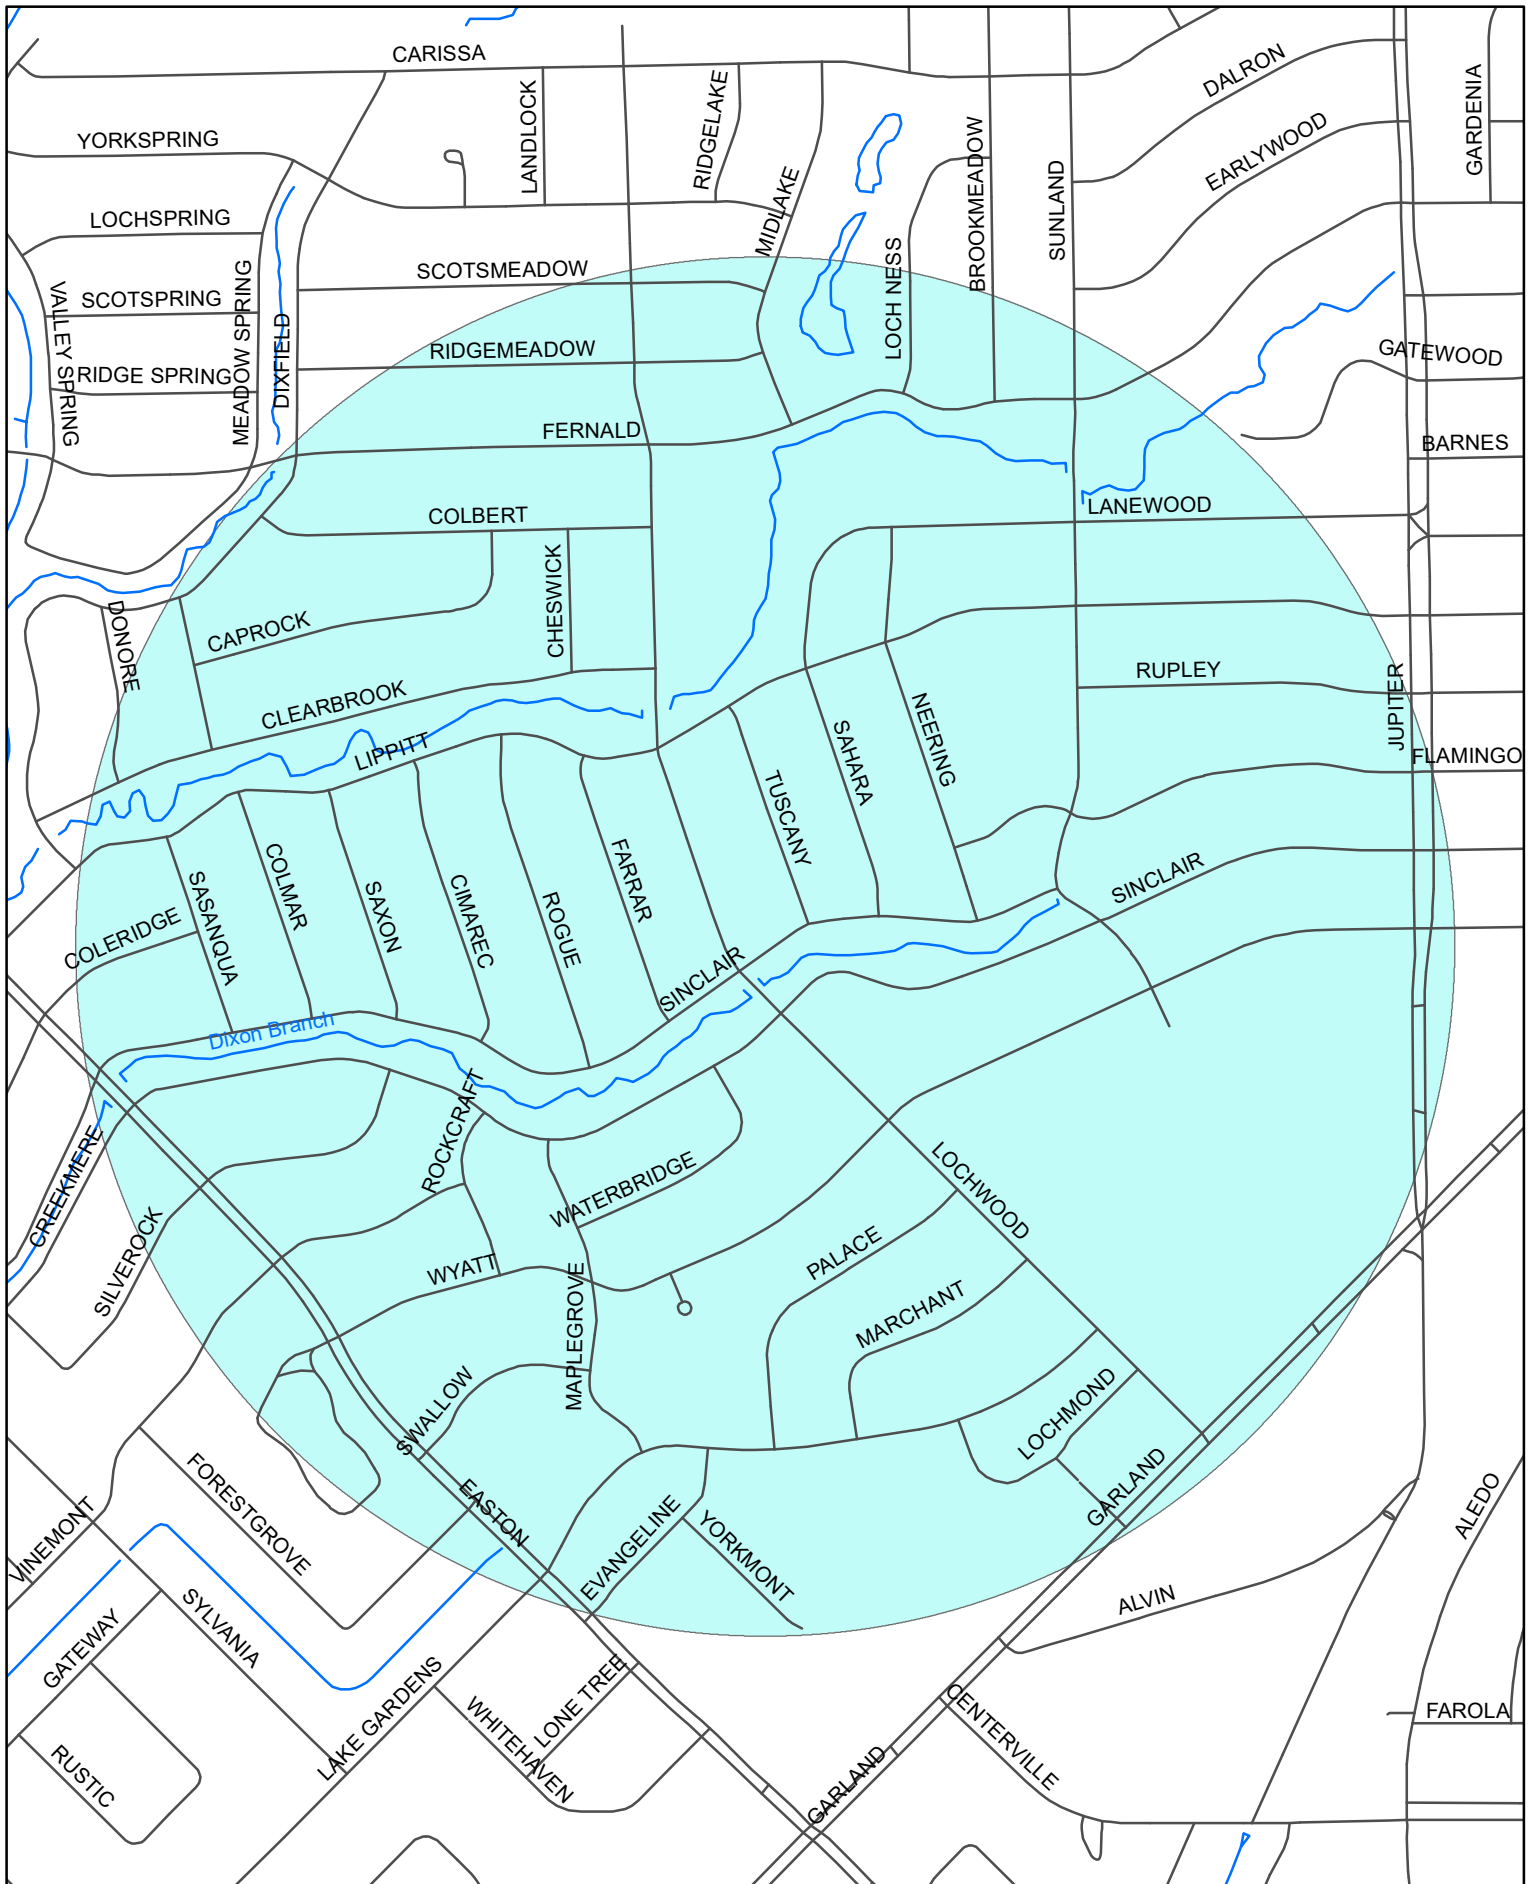 CARISSA
DALRON
GARDENIA
LANDLOCK
RIDGELAKE
YORKSPRING
EARLYWOOD
BROOKMEADOW
SUNLAND
MIDLAKE
LOCHSPRING
SCOTSMEADOW
LOCH NESS
SCOTSPRING
VALLEY SPRING
MEADOW SPRING
DIXFIELD
RIDGEMEADOW
GATEWOOD
RIDGE SPRING
FERNALD
BARNES
COLBERT
LANEWOOD
CHESWICK
CAPROCK
DONORE
RUPLEY
CLEARBROOK
NEERING
JUPITER
LIPPITT
SAHARA
FLAMINGO
TUSCANY
FARRAR
COLMAR
SASANQUA
SAXON
CIMAREC
ROGUE
SINCLAIR
COLERIDGE
SINCLAIR
Dixon Branch
ROCKCRAFT
CREEKMERE
WATERBRIDGE
LOCHWOOD
SILVEROCK
PALACE
WYATT
MAPLEGROVE
MARCHANT
SWALLOW
LOCHMOND
FORESTGROVE
EASTON
GARLAND
ALEDO
VINEMONT
EVANGELINE
YORKMONT
SYLVANIA
ALVIN
GATEWAY
LAKE GARDENS
LONE TREE
WHITEHAVEN
CENTERVILLE
FAROLA
RUSTIC
GARLAND